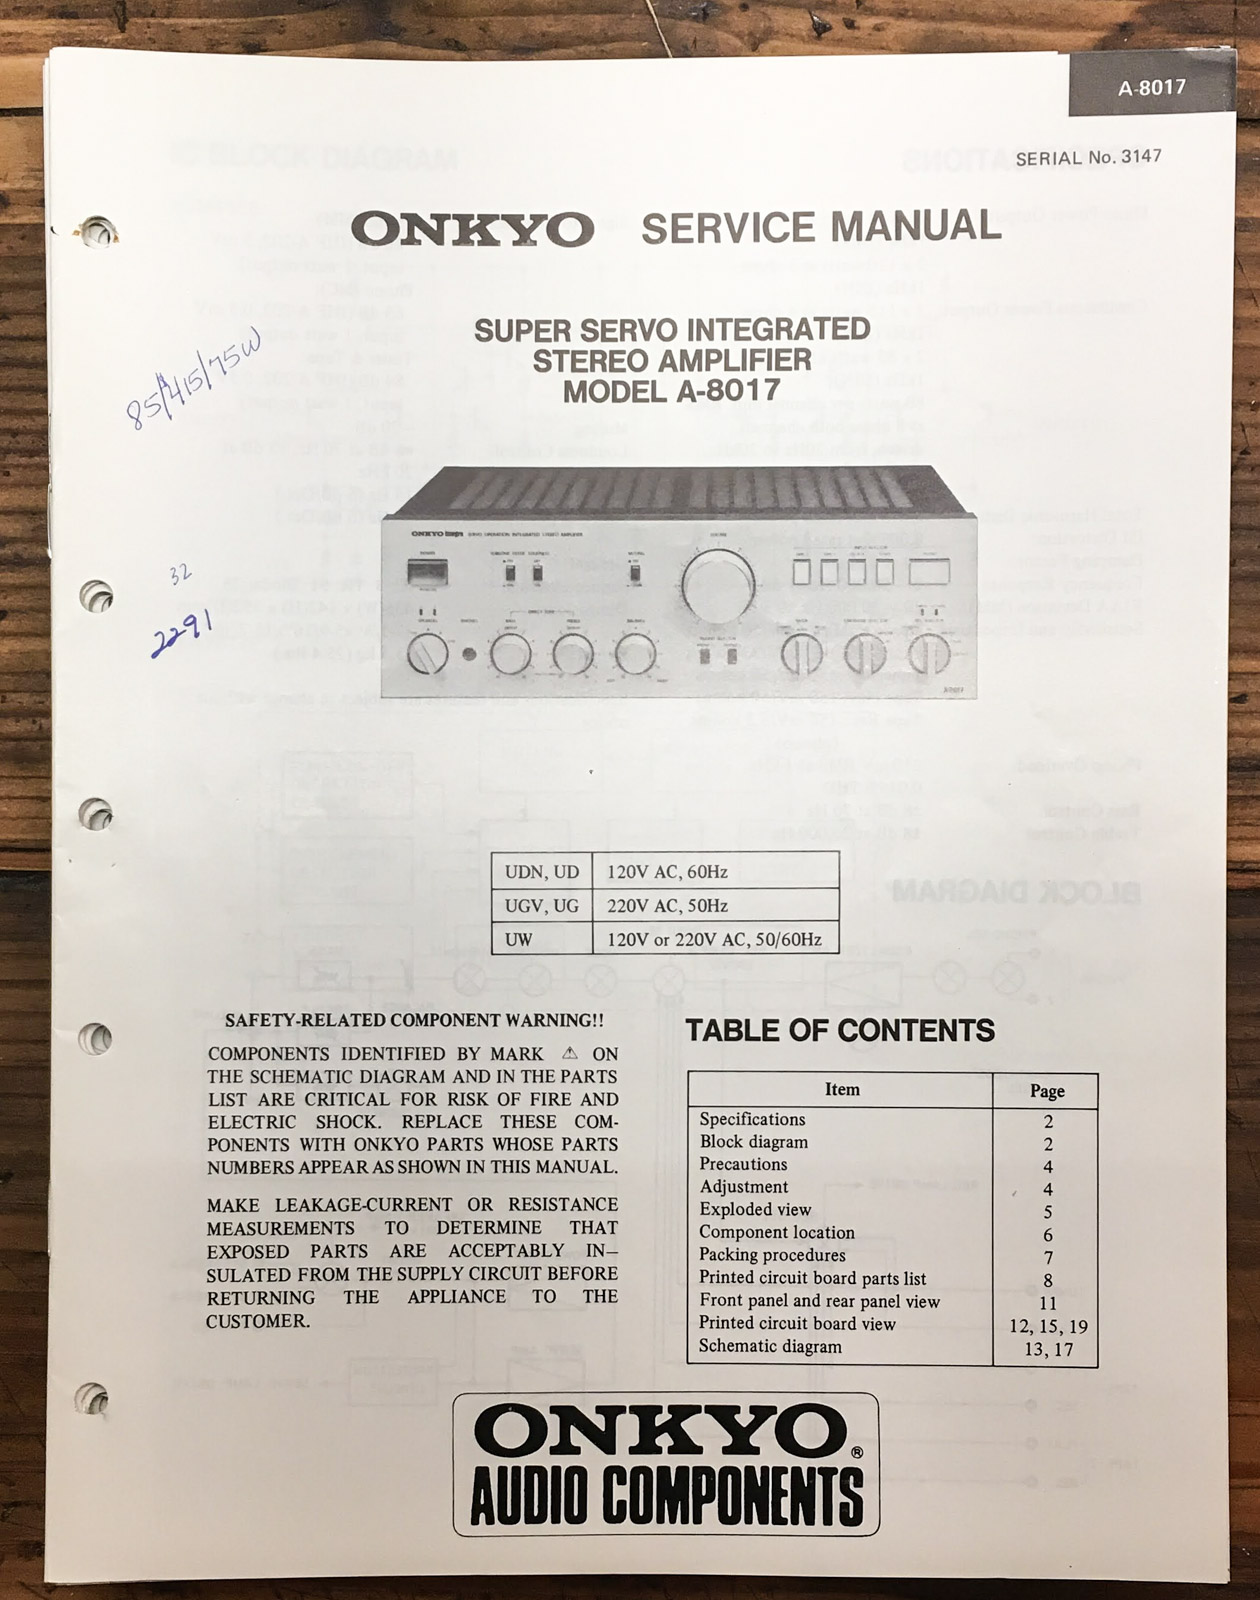 A-8017
SERIAL No. 3147
ONKYO SERVICE MANUAL
SUPER SERVO INTEGRATED
STEREO AMPLIFIER
MODEL A-8017
32
2291
ONKYO
A-8017
UDN, UD 120V AC, 60Hz
UGV, UG 220V AC, 50Hz
UW 120V or 220V AC, 50/60Hz
SAFETY-RELATED COMPONENT WARNING!!
COMPONENTS IDENTIFIED BY MARK ⚠ ON
THE SCHEMATIC DIAGRAM AND IN THE PARTS
LIST ARE CRITICAL FOR RISK OF FIRE AND
ELECTRIC SHOCK. REPLACE THESE COM-
PONENTS WITH ONKYO PARTS WHOSE PARTS
NUMBERS APPEAR AS SHOWN IN THIS MANUAL.
MAKE LEAKAGE-CURRENT OR RESISTANCE
MEASUREMENTS TO DETERMINE THAT
EXPOSED PARTS ARE ACCEPTABLY IN–
SULATED FROM THE SUPPLY CIRCUIT BEFORE
RETURNING THE APPLIANCE TO THE
CUSTOMER.
TABLE OF CONTENTS
Item Page
Specifications 2
Block diagram 2
Precautions 4
Adjustment 4
Exploded view 5
Component location 6
Packing procedures 7
Printed circuit board parts list 8
Front panel and rear panel view 11
Printed circuit board view 12, 15, 19
Schematic diagram 13, 17
ONKYO®
AUDIO COMPONENTS